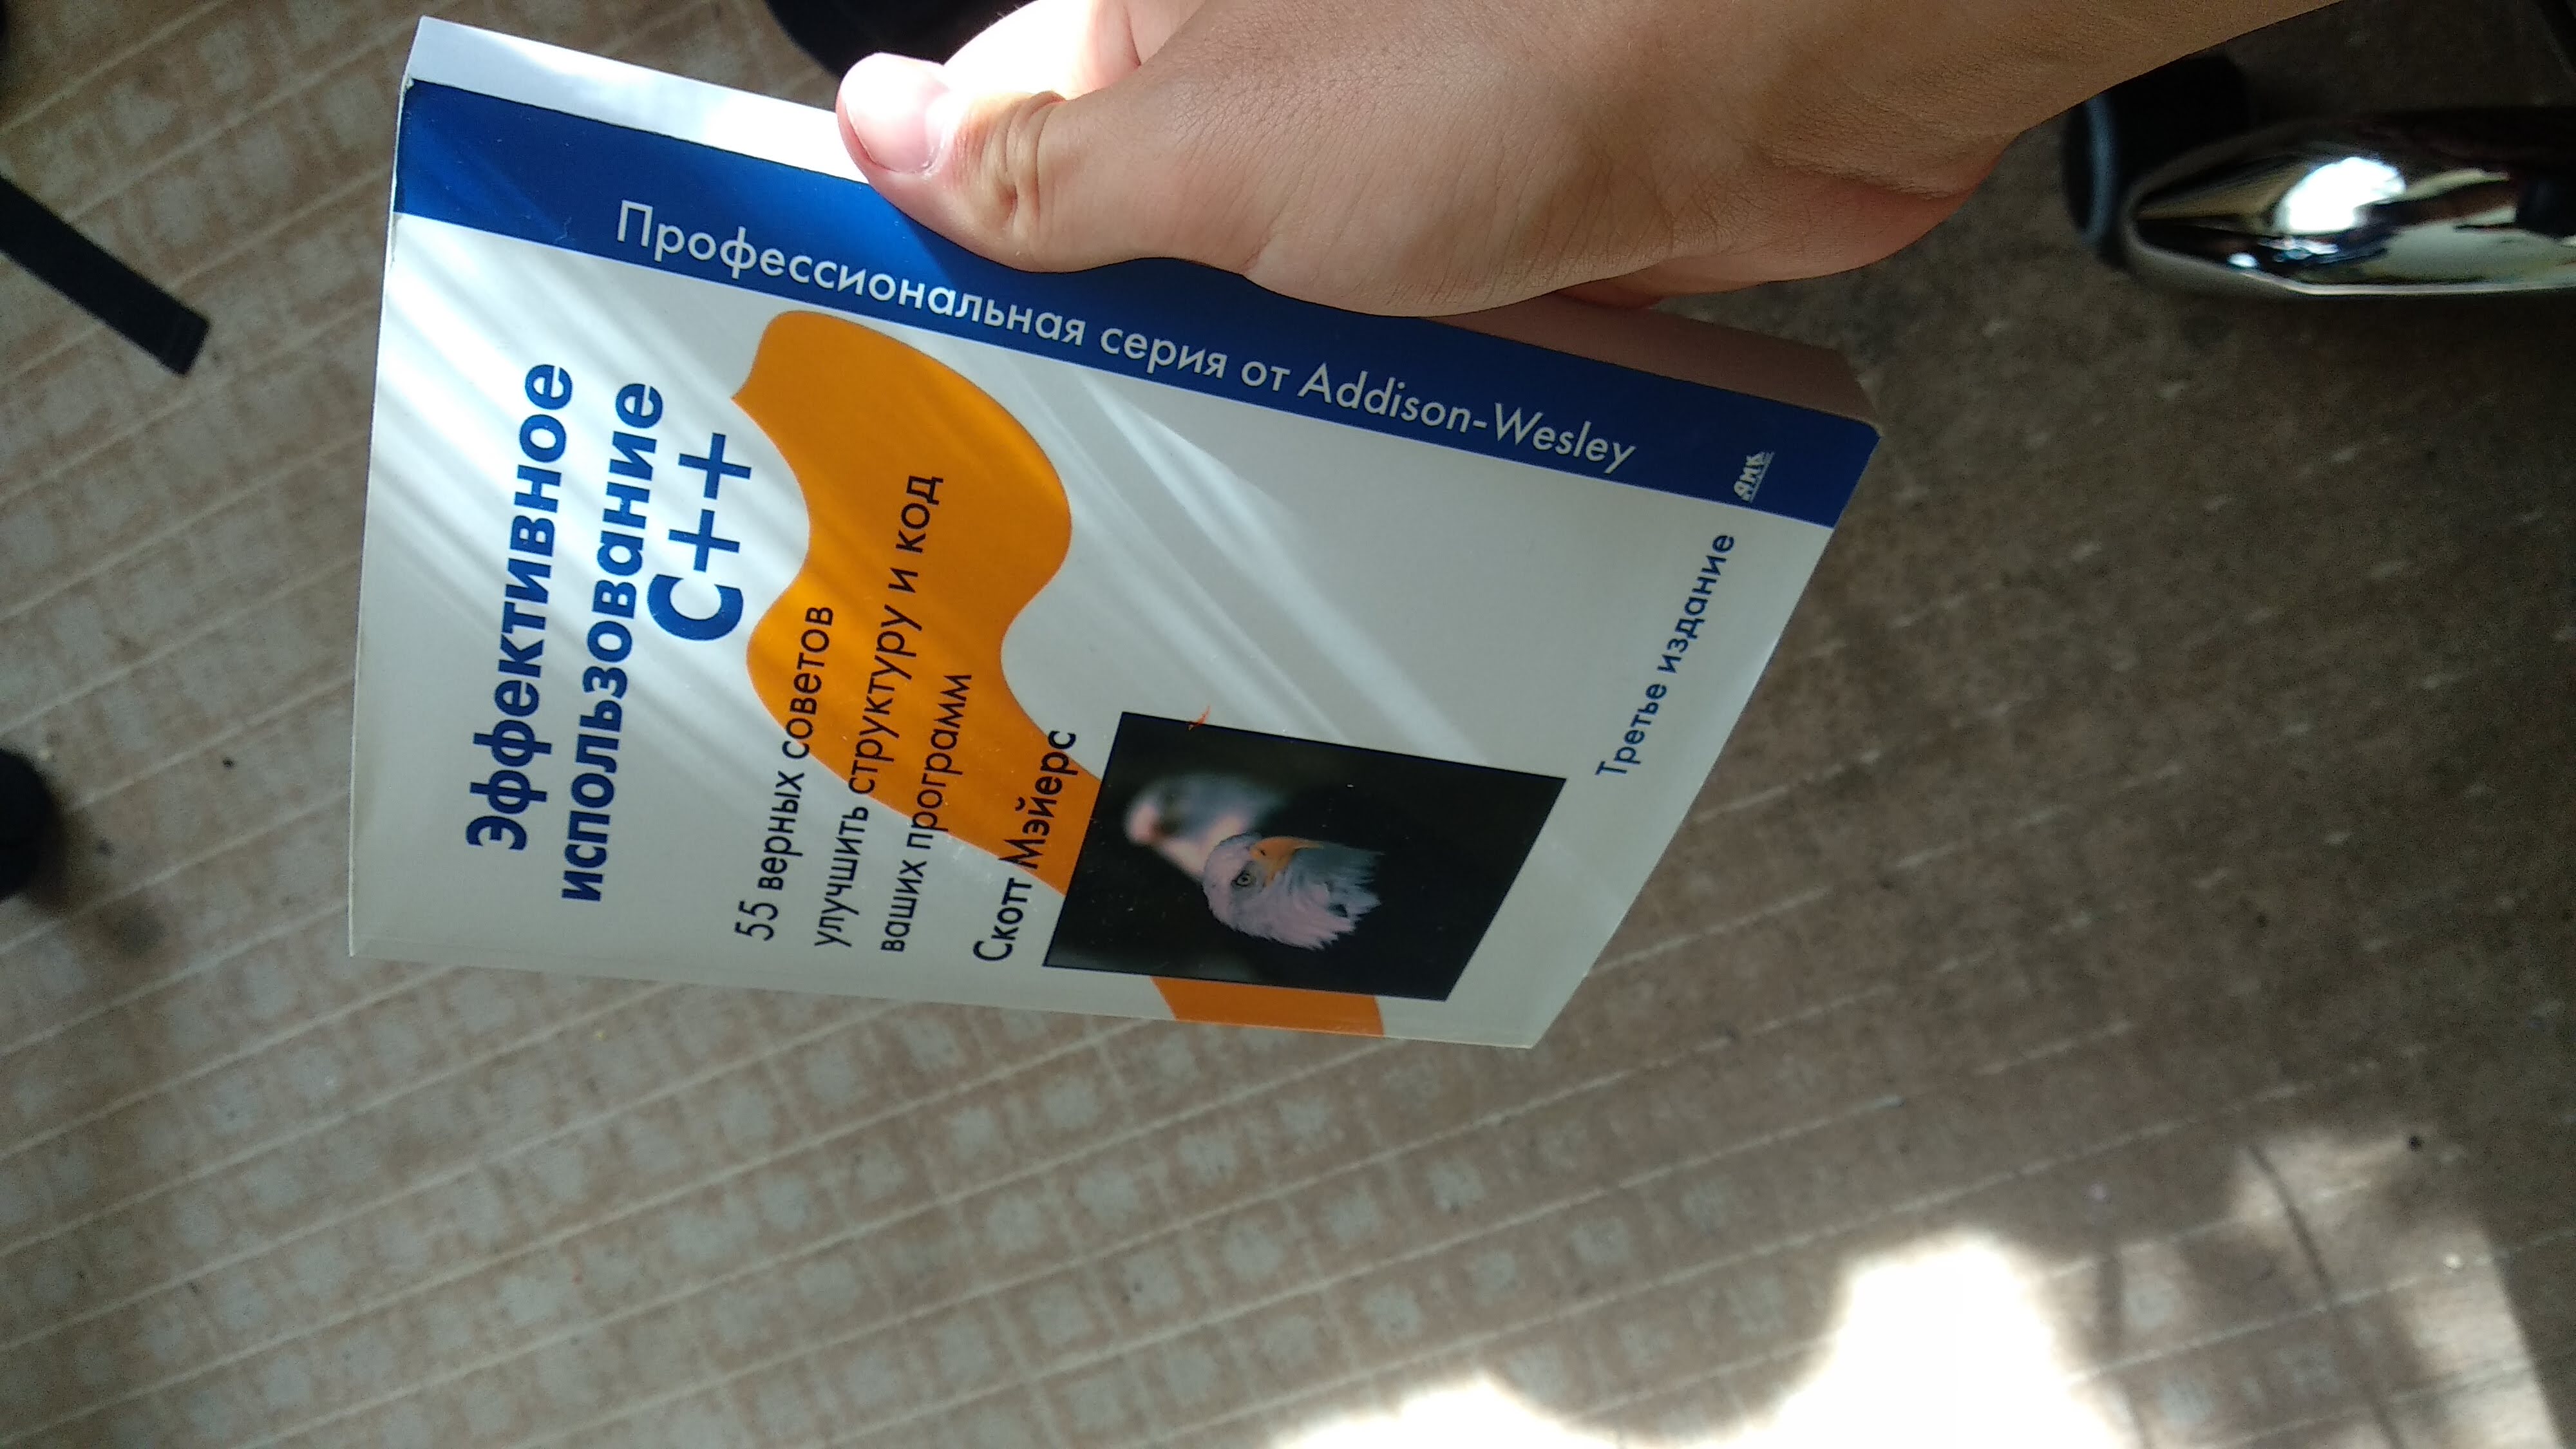 Эффективное
использование
C++
55 верных советов
улучшить структуру и код
ваших программ
Скотт Мэйерс
Третье издание
Профессиональная серия от Addison-Wesley
ДМК